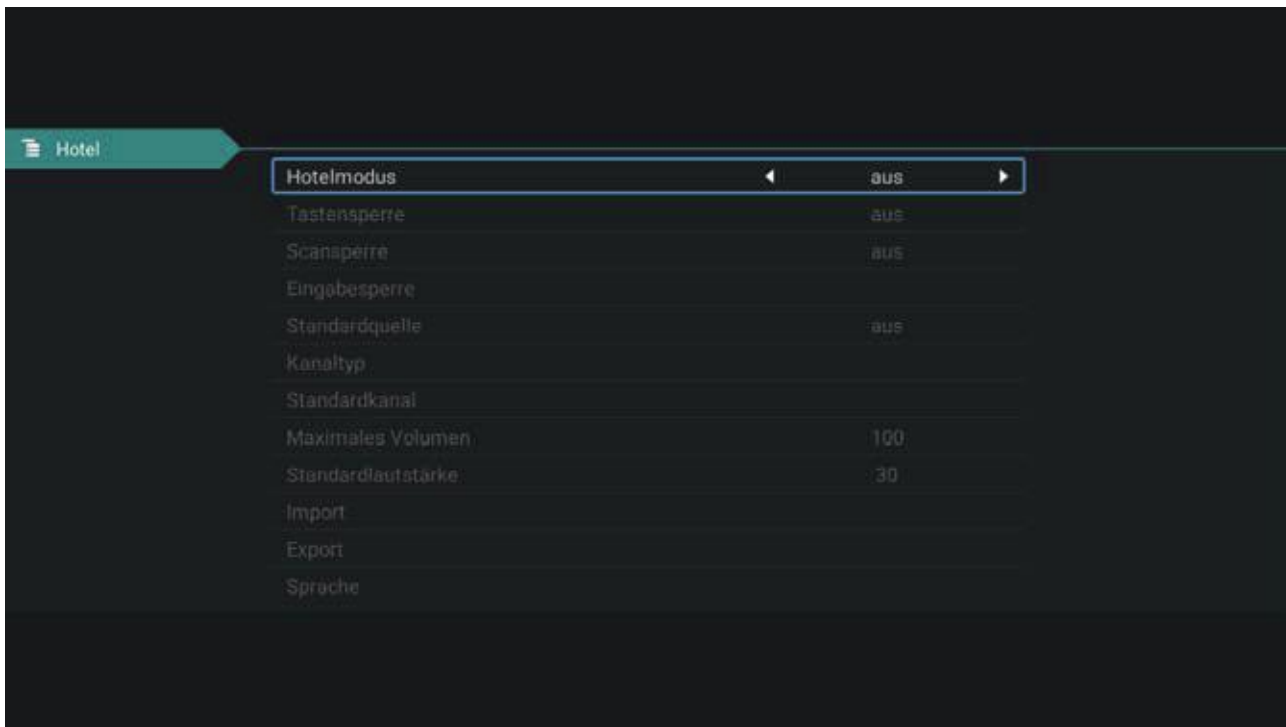 Hotel
Hotelmodus aus
Tastensperre aus
Scansperre aus
Eingabesperre
Standardquelle aus
Kanaltyp
Standardkanal
Maximales Volumen 100
Standardlautstärke 30
Import
Export
Sprache